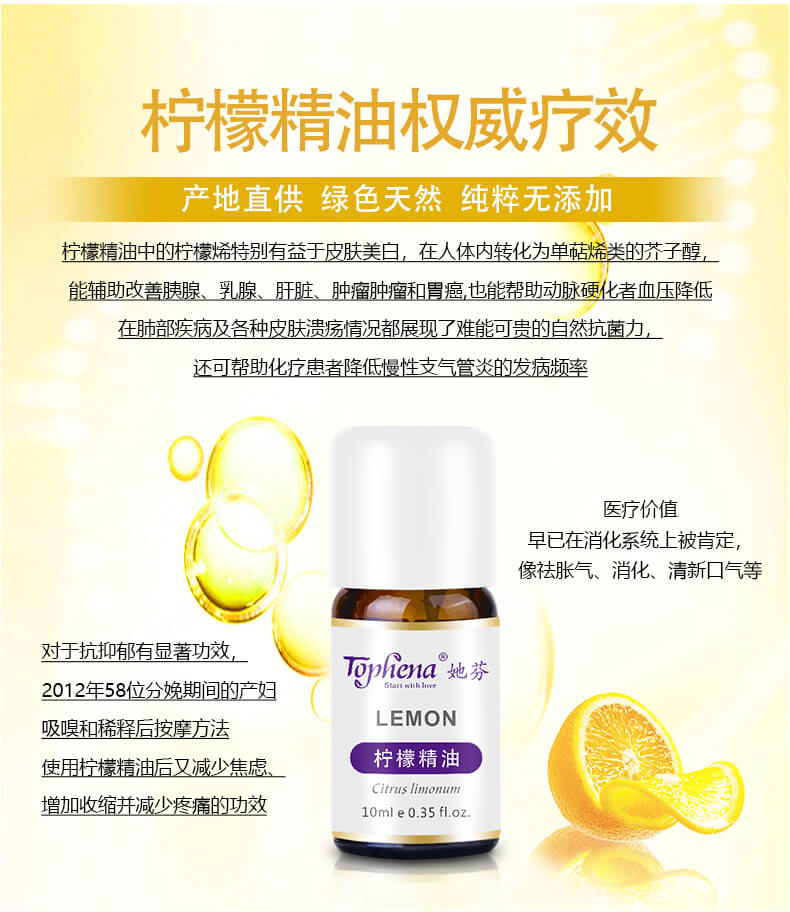 柠檬精油权威疗效
产地直供 绿色天然 纯粹无添加
柠檬精油中的柠檬烯特别有益于皮肤美白，在人体内转化为单萜烯类的芥子醇，
能辅助改善胰腺、乳腺、肝脏、肿瘤肿瘤和胃癌,也能帮助动脉硬化者血压降低
在肺部疾病及各种皮肤溃疡情况都展现了难能可贵的自然抗菌力，
还可帮助化疗患者降低慢性支气管炎的发病频率
医疗价值
早已在消化系统上被肯定，
像祛胀气、消化、清新口气等
对于抗抑郁有显著功效，
2012年58位分娩期间的产妇
吸嗅和稀释后按摩方法
使用柠檬精油后又减少焦虑、
增加收缩并减少疼痛的功效
Tophena® 她芬
Start with love
LEMON
柠檬精油
Citrus limonum
10ml e 0.35 fl.oz.